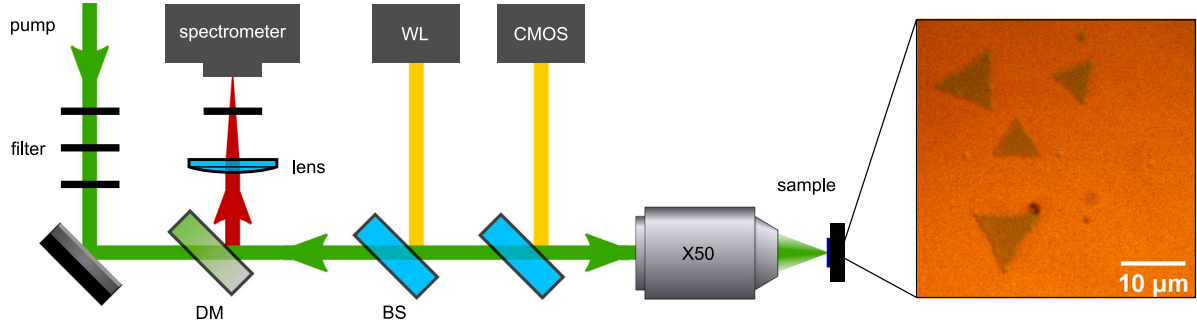 pump
spectrometer
WL
CMOS
filter
lens
sample
X50
DM
BS
10 µm